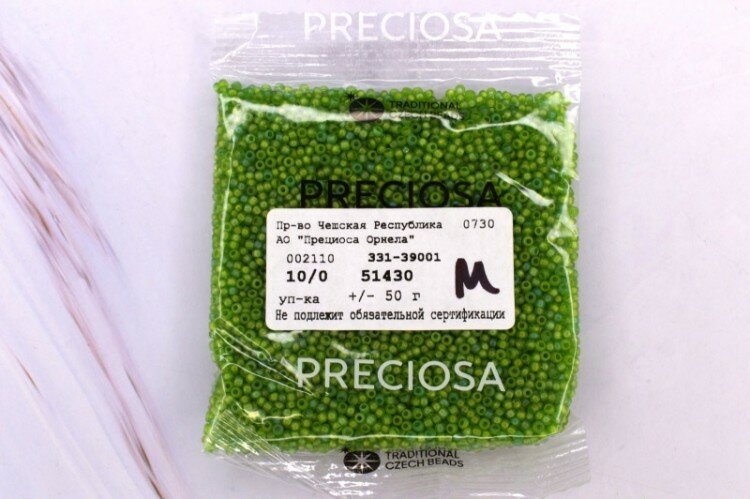 PRECIOSA
TRADITIONAL
CZECH BEADS
PRECIOSA
Пр-во Чешская Республика 0730
АО "Прециоса Орнела"
002110 331-39001
10/0 51430
М
уп-ка +/- 50 г
Не подлежит обязательной сертификации
PRECIOSA
TRADITIONAL
CZECH BEADS